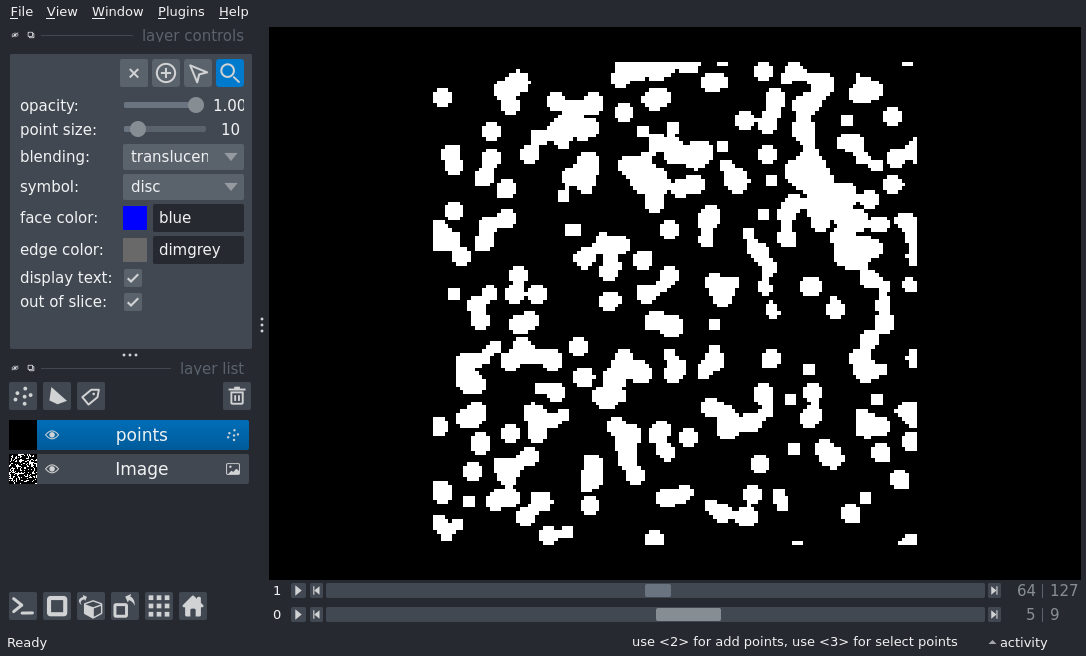 File View Window Plugins Help
layer controls
opacity: 1.00
point size: 10
blending: translucen
symbol: disc
face color: blue
edge color: dimgrey
display text:
out of slice:
layer list
points
Image
1 64 127
0 5 9
Ready use <2> for add points, use <3> for select points activity